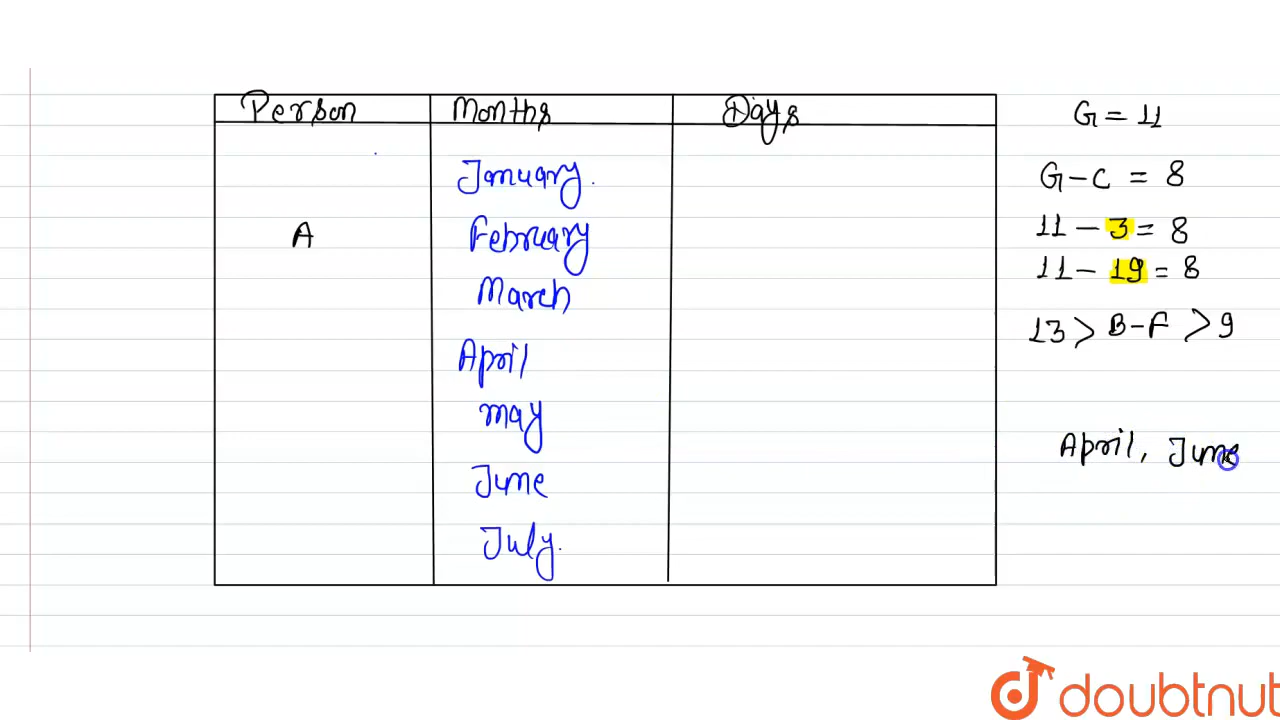 Person Months Days
January.
A February
March
April
May
June
July.
G = 11
G - C = 8
11 - 3 = 8
11 - 19 = 8
13 > B - F > 9
April, June
doubtnut